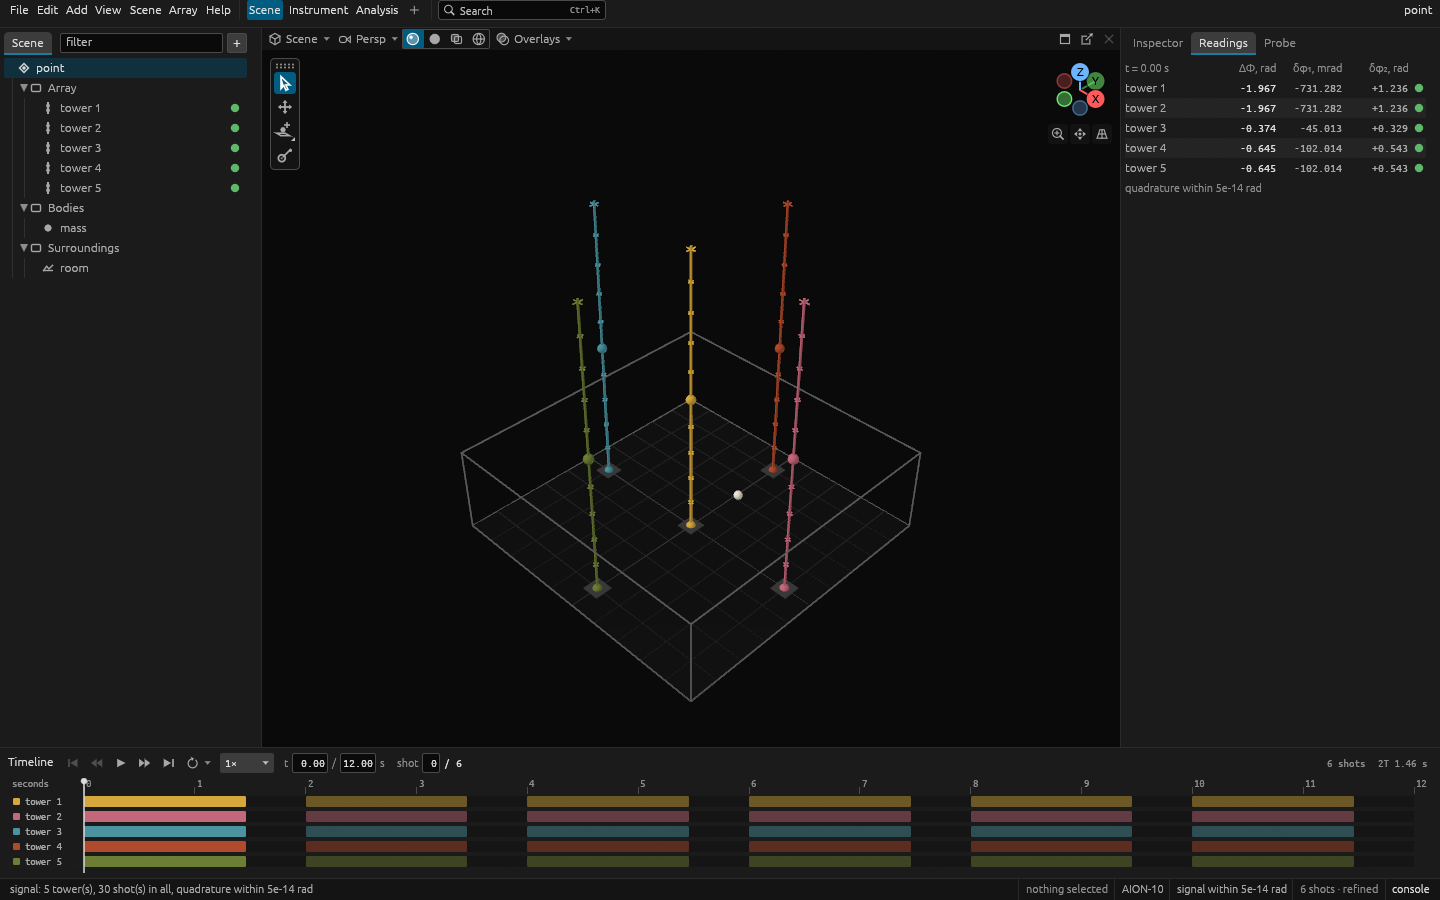 File Edit Add View Scene Array Help Scene Instrument Analysis + Search Ctrl+K point
Scene filter +
point
Array
tower 1
tower 2
tower 3
tower 4
tower 5
Bodies
mass
Surroundings
room
Scene Persp Overlays
Z
Y
X
Inspector Readings Probe
t = 0.00 s ΔΦ, rad δφ₁, mrad δφ₂, rad
tower 1 -1.967 -731.282 +1.236
tower 2 -1.967 -731.282 +1.236
tower 3 -0.374 -45.013 +0.329
tower 4 -0.645 -102.014 +0.543
tower 5 -0.645 -102.014 +0.543
quadrature within 5e-14 rad
Timeline 1× t 0.00 / 12.00 s shot 0 / 6 6 shots 2T 1.46 s
seconds 0 1 2 3 4 5 6 7 8 9 10 11 12
tower 1
tower 2
tower 3
tower 4
tower 5
signal: 5 tower(s), 30 shot(s) in all, quadrature within 5e-14 rad nothing selected AION-10 signal within 5e-14 rad 6 shots · refined console